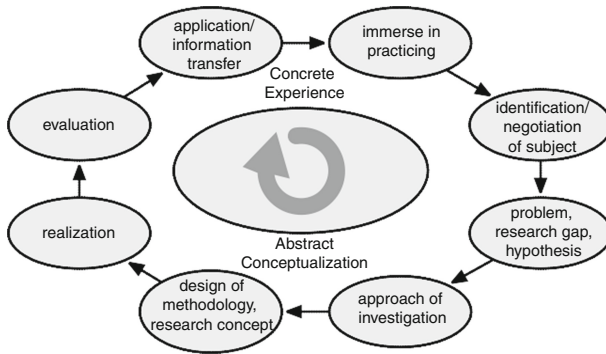 application/
information
transfer
immerse in
practicing
Concrete
Experience
evaluation
identification/
negotiation
of subject
realization
problem,
research gap,
hypothesis
Abstract
Conceptualization
design of
methodology,
research concept
approach of
investigation